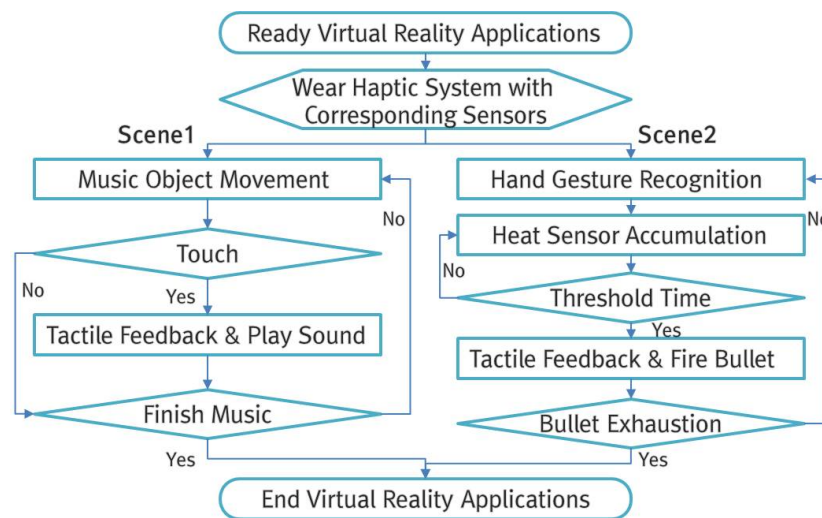 Ready Virtual Reality Applications
Wear Haptic System with
Corresponding Sensors
Scene1
Scene2
Music Object Movement
No
Touch
No
Yes
Tactile Feedback & Play Sound
Finish Music
Yes
Hand Gesture Recognition
No
Heat Sensor Accumulation
No
Threshold Time
Yes
Tactile Feedback & Fire Bullet
Bullet Exhaustion
Yes
End Virtual Reality Applications